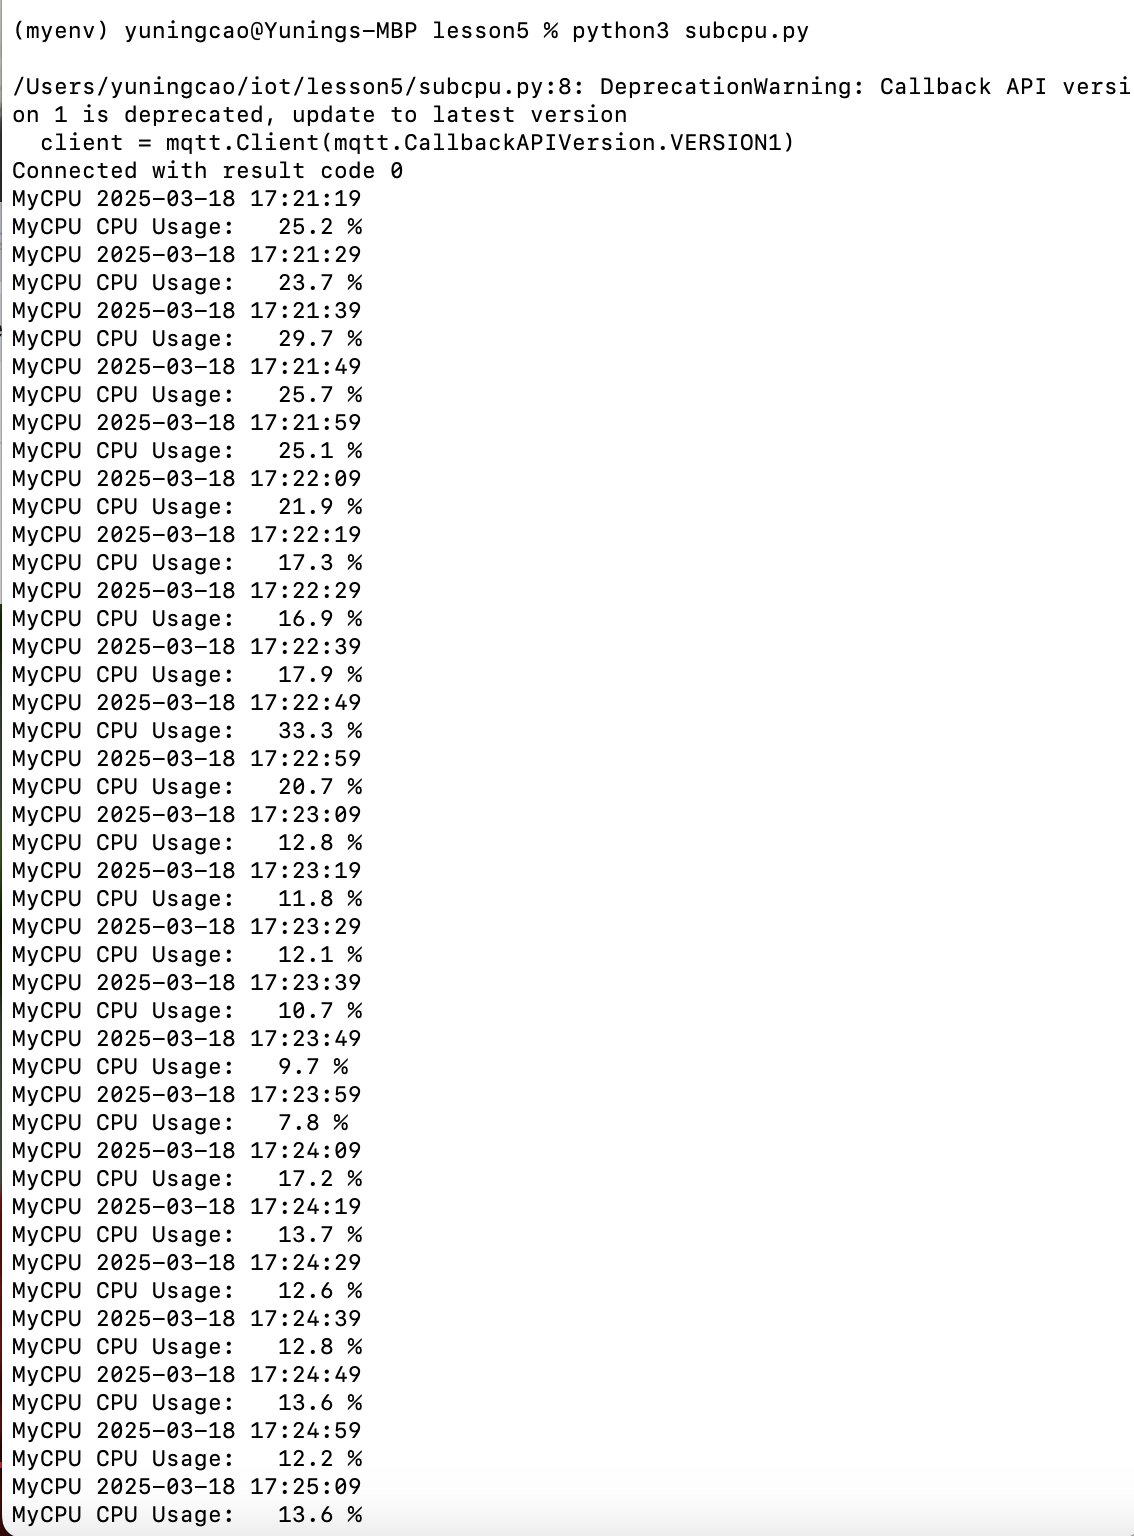 (myenv) yuningcao@Yunings-MBP lesson5 % python3 subcpu.py
/Users/yuningcao/iot/lesson5/subcpu.py:8: DeprecationWarning: Callback API versi
on 1 is deprecated, update to latest version
  client = mqtt.Client(mqtt.CallbackAPIVersion.VERSION1)
Connected with result code 0
MyCPU 2025-03-18 17:21:19
MyCPU CPU Usage:   25.2 %
MyCPU 2025-03-18 17:21:29
MyCPU CPU Usage:   23.7 %
MyCPU 2025-03-18 17:21:39
MyCPU CPU Usage:   29.7 %
MyCPU 2025-03-18 17:21:49
MyCPU CPU Usage:   25.7 %
MyCPU 2025-03-18 17:21:59
MyCPU CPU Usage:   25.1 %
MyCPU 2025-03-18 17:22:09
MyCPU CPU Usage:   21.9 %
MyCPU 2025-03-18 17:22:19
MyCPU CPU Usage:   17.3 %
MyCPU 2025-03-18 17:22:29
MyCPU CPU Usage:   16.9 %
MyCPU 2025-03-18 17:22:39
MyCPU CPU Usage:   17.9 %
MyCPU 2025-03-18 17:22:49
MyCPU CPU Usage:   33.3 %
MyCPU 2025-03-18 17:22:59
MyCPU CPU Usage:   20.7 %
MyCPU 2025-03-18 17:23:09
MyCPU CPU Usage:   12.8 %
MyCPU 2025-03-18 17:23:19
MyCPU CPU Usage:   11.8 %
MyCPU 2025-03-18 17:23:29
MyCPU CPU Usage:   12.1 %
MyCPU 2025-03-18 17:23:39
MyCPU CPU Usage:   10.7 %
MyCPU 2025-03-18 17:23:49
MyCPU CPU Usage:   9.7 %
MyCPU 2025-03-18 17:23:59
MyCPU CPU Usage:   7.8 %
MyCPU 2025-03-18 17:24:09
MyCPU CPU Usage:   17.2 %
MyCPU 2025-03-18 17:24:19
MyCPU CPU Usage:   13.7 %
MyCPU 2025-03-18 17:24:29
MyCPU CPU Usage:   12.6 %
MyCPU 2025-03-18 17:24:39
MyCPU CPU Usage:   12.8 %
MyCPU 2025-03-18 17:24:49
MyCPU CPU Usage:   13.6 %
MyCPU 2025-03-18 17:24:59
MyCPU CPU Usage:   12.2 %
MyCPU 2025-03-18 17:25:09
MyCPU CPU Usage:   13.6 %